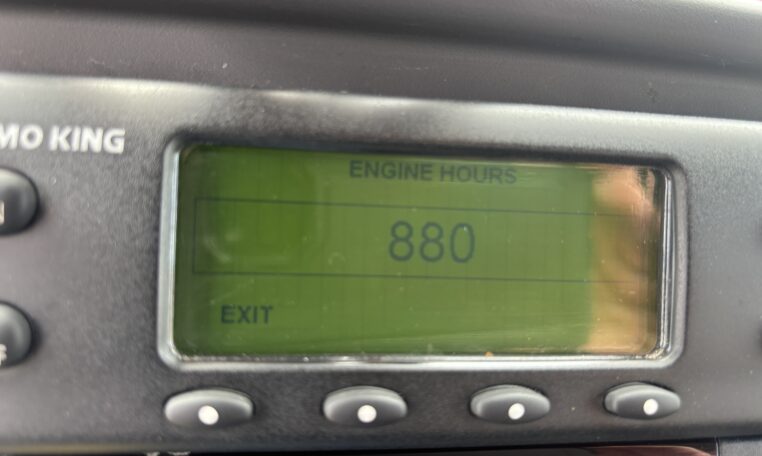 MO KING
ENGINE HOURS
880
EXIT